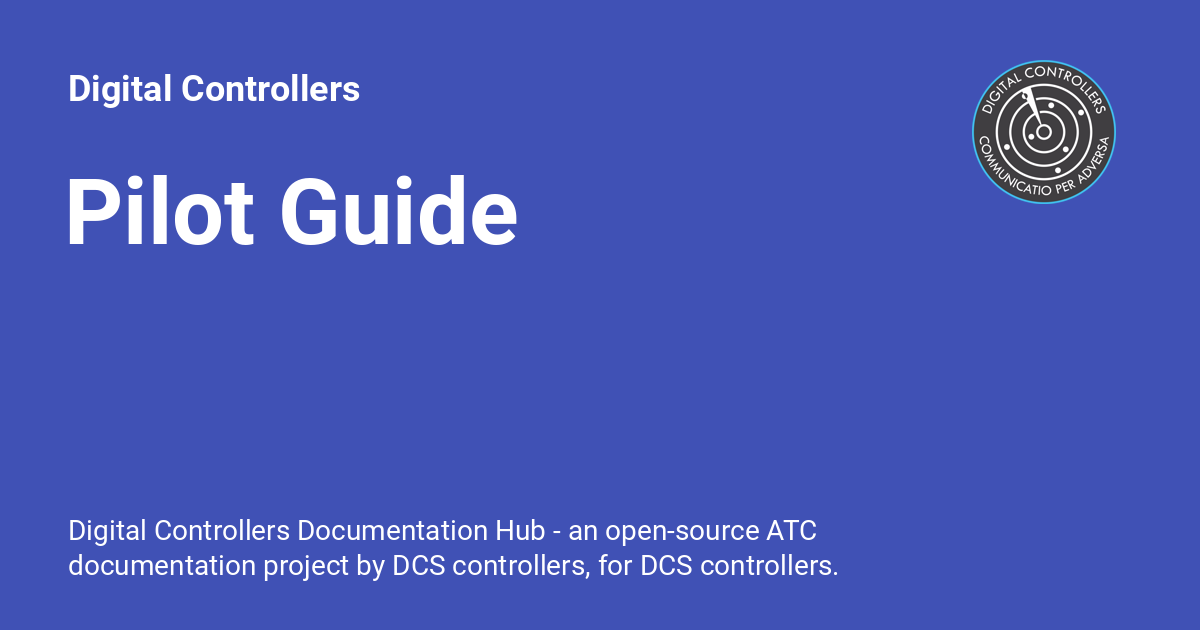 Digital Controllers
DIGITAL CONTROLLERS
COMMUNICATIO PER ADVERSA
Pilot Guide
Digital Controllers Documentation Hub - an open-source ATC
documentation project by DCS controllers, for DCS controllers.